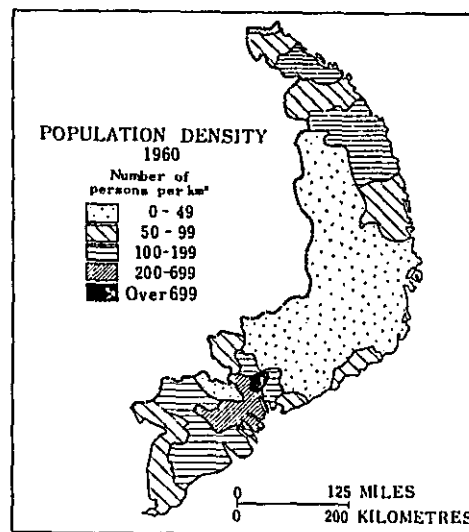 POPULATION DENSITY
1960
Number of
persons per km²
0 - 49
50 - 99
100-199
200-699
Over 699
0 125 MILES
0 200 KILOMETRES